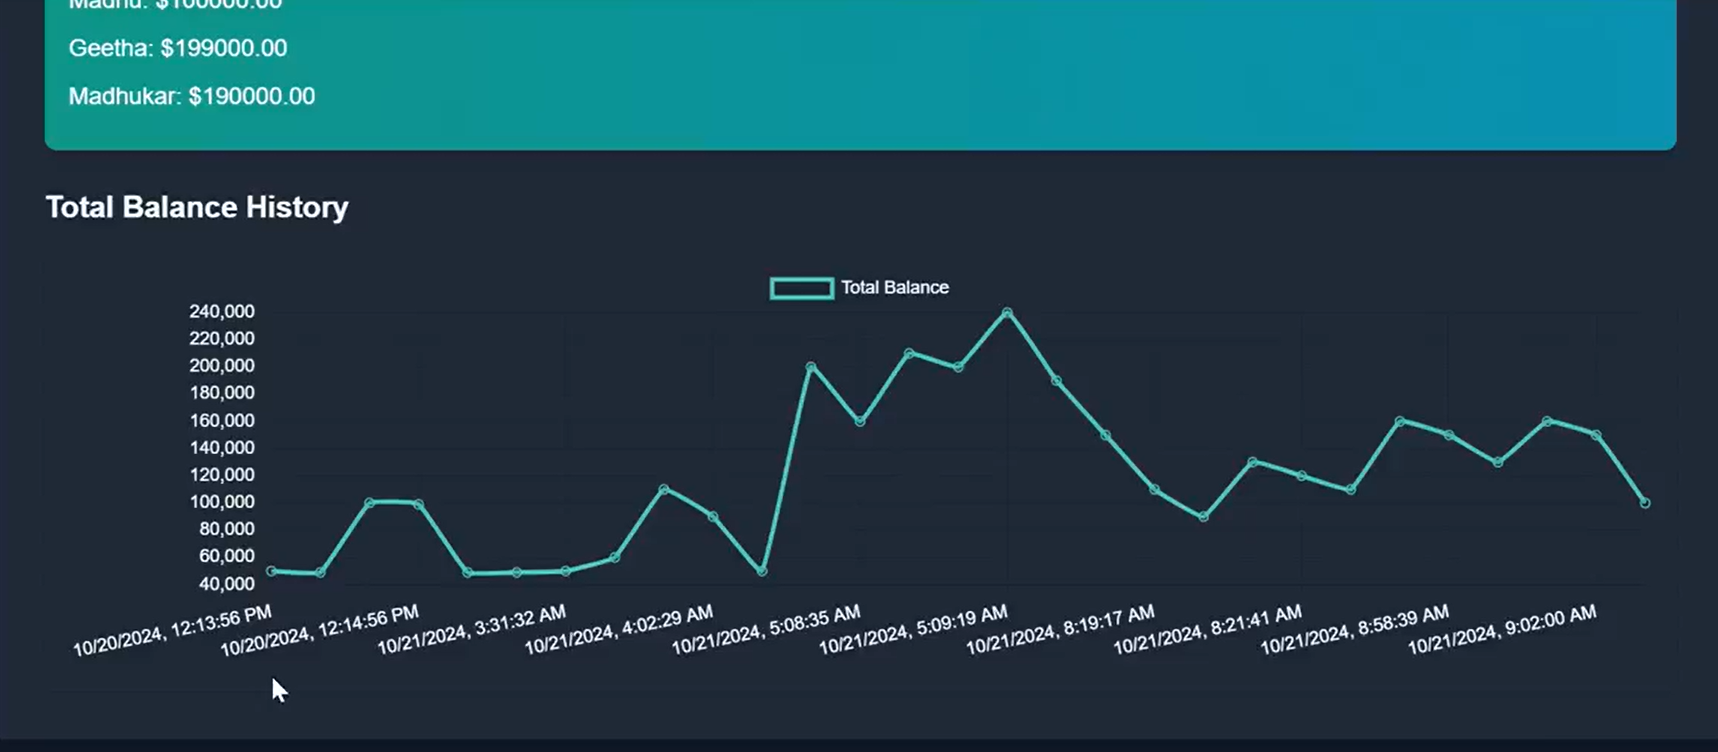 Madhu: $100000.00
Geetha: $199000.00
Madhukar: $190000.00
Total Balance History
Total Balance
240,000
220,000
200,000
180,000
160,000
140,000
120,000
100,000
80,000
60,000
40,000
10/20/2024, 12:13:56 PM
10/20/2024, 12:14:56 PM
10/21/2024, 3:31:32 AM
10/21/2024, 4:02:29 AM
10/21/2024, 5:08:35 AM
10/21/2024, 5:09:19 AM
10/21/2024, 8:19:17 AM
10/21/2024, 8:21:41 AM
10/21/2024, 8:58:39 AM
10/21/2024, 9:02:00 AM